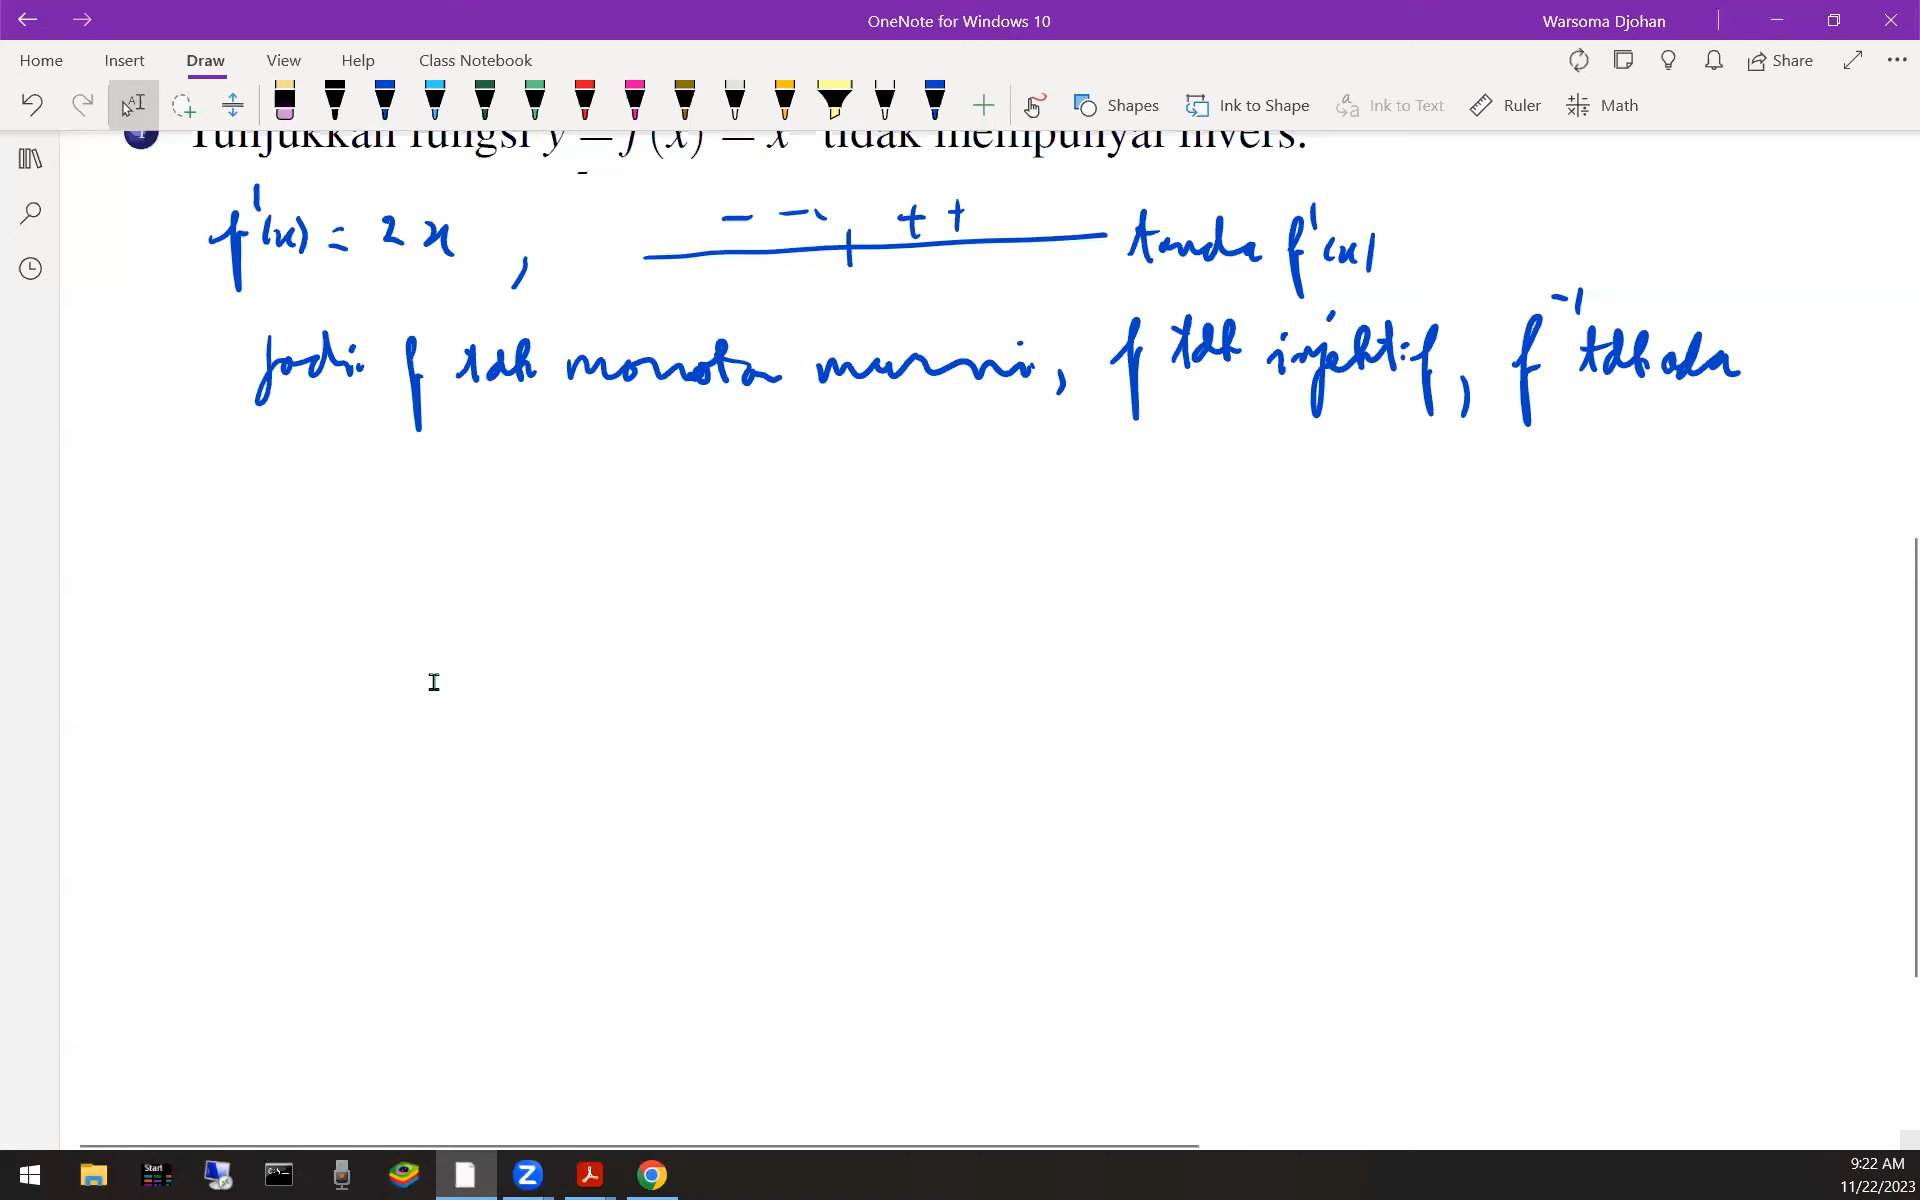 OneNote for Windows 10
Warsoma Djohan
Home Insert Draw View Help Class Notebook
Share
Shapes Ink to Shape Ink to Text Ruler Math
Tunjukkan fungsi y = f(x) = x tidak mempunyai invers.
f'(x) = 2x , - - + + tanda f'(x)
Jadi f tdk monoton murni, f tdk injektif, f⁻¹ tdk ada
Start
9:22 AM
11/22/2023